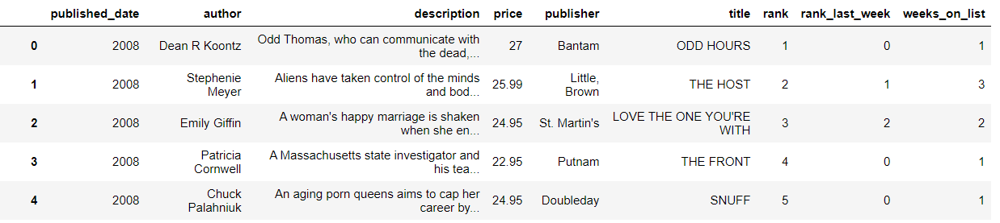 published_date author description price publisher title rank rank_last_week weeks_on_list
0 2008 Dean R Koontz Odd Thomas, who can communicate with the dead,... 27 Bantam ODD HOURS 1 0 1
1 2008 Stephenie Meyer Aliens have taken control of the minds and bod... 25.99 Little, Brown THE HOST 2 1 3
2 2008 Emily Giffin A woman's happy marriage is shaken when she en... 24.95 St. Martin's LOVE THE ONE YOU'RE WITH 3 2 2
3 2008 Patricia Cornwell A Massachusetts state investigator and his tea... 22.95 Putnam THE FRONT 4 0 1
4 2008 Chuck Palahniuk An aging porn queens aims to cap her career by... 24.95 Doubleday SNUFF 5 0 1